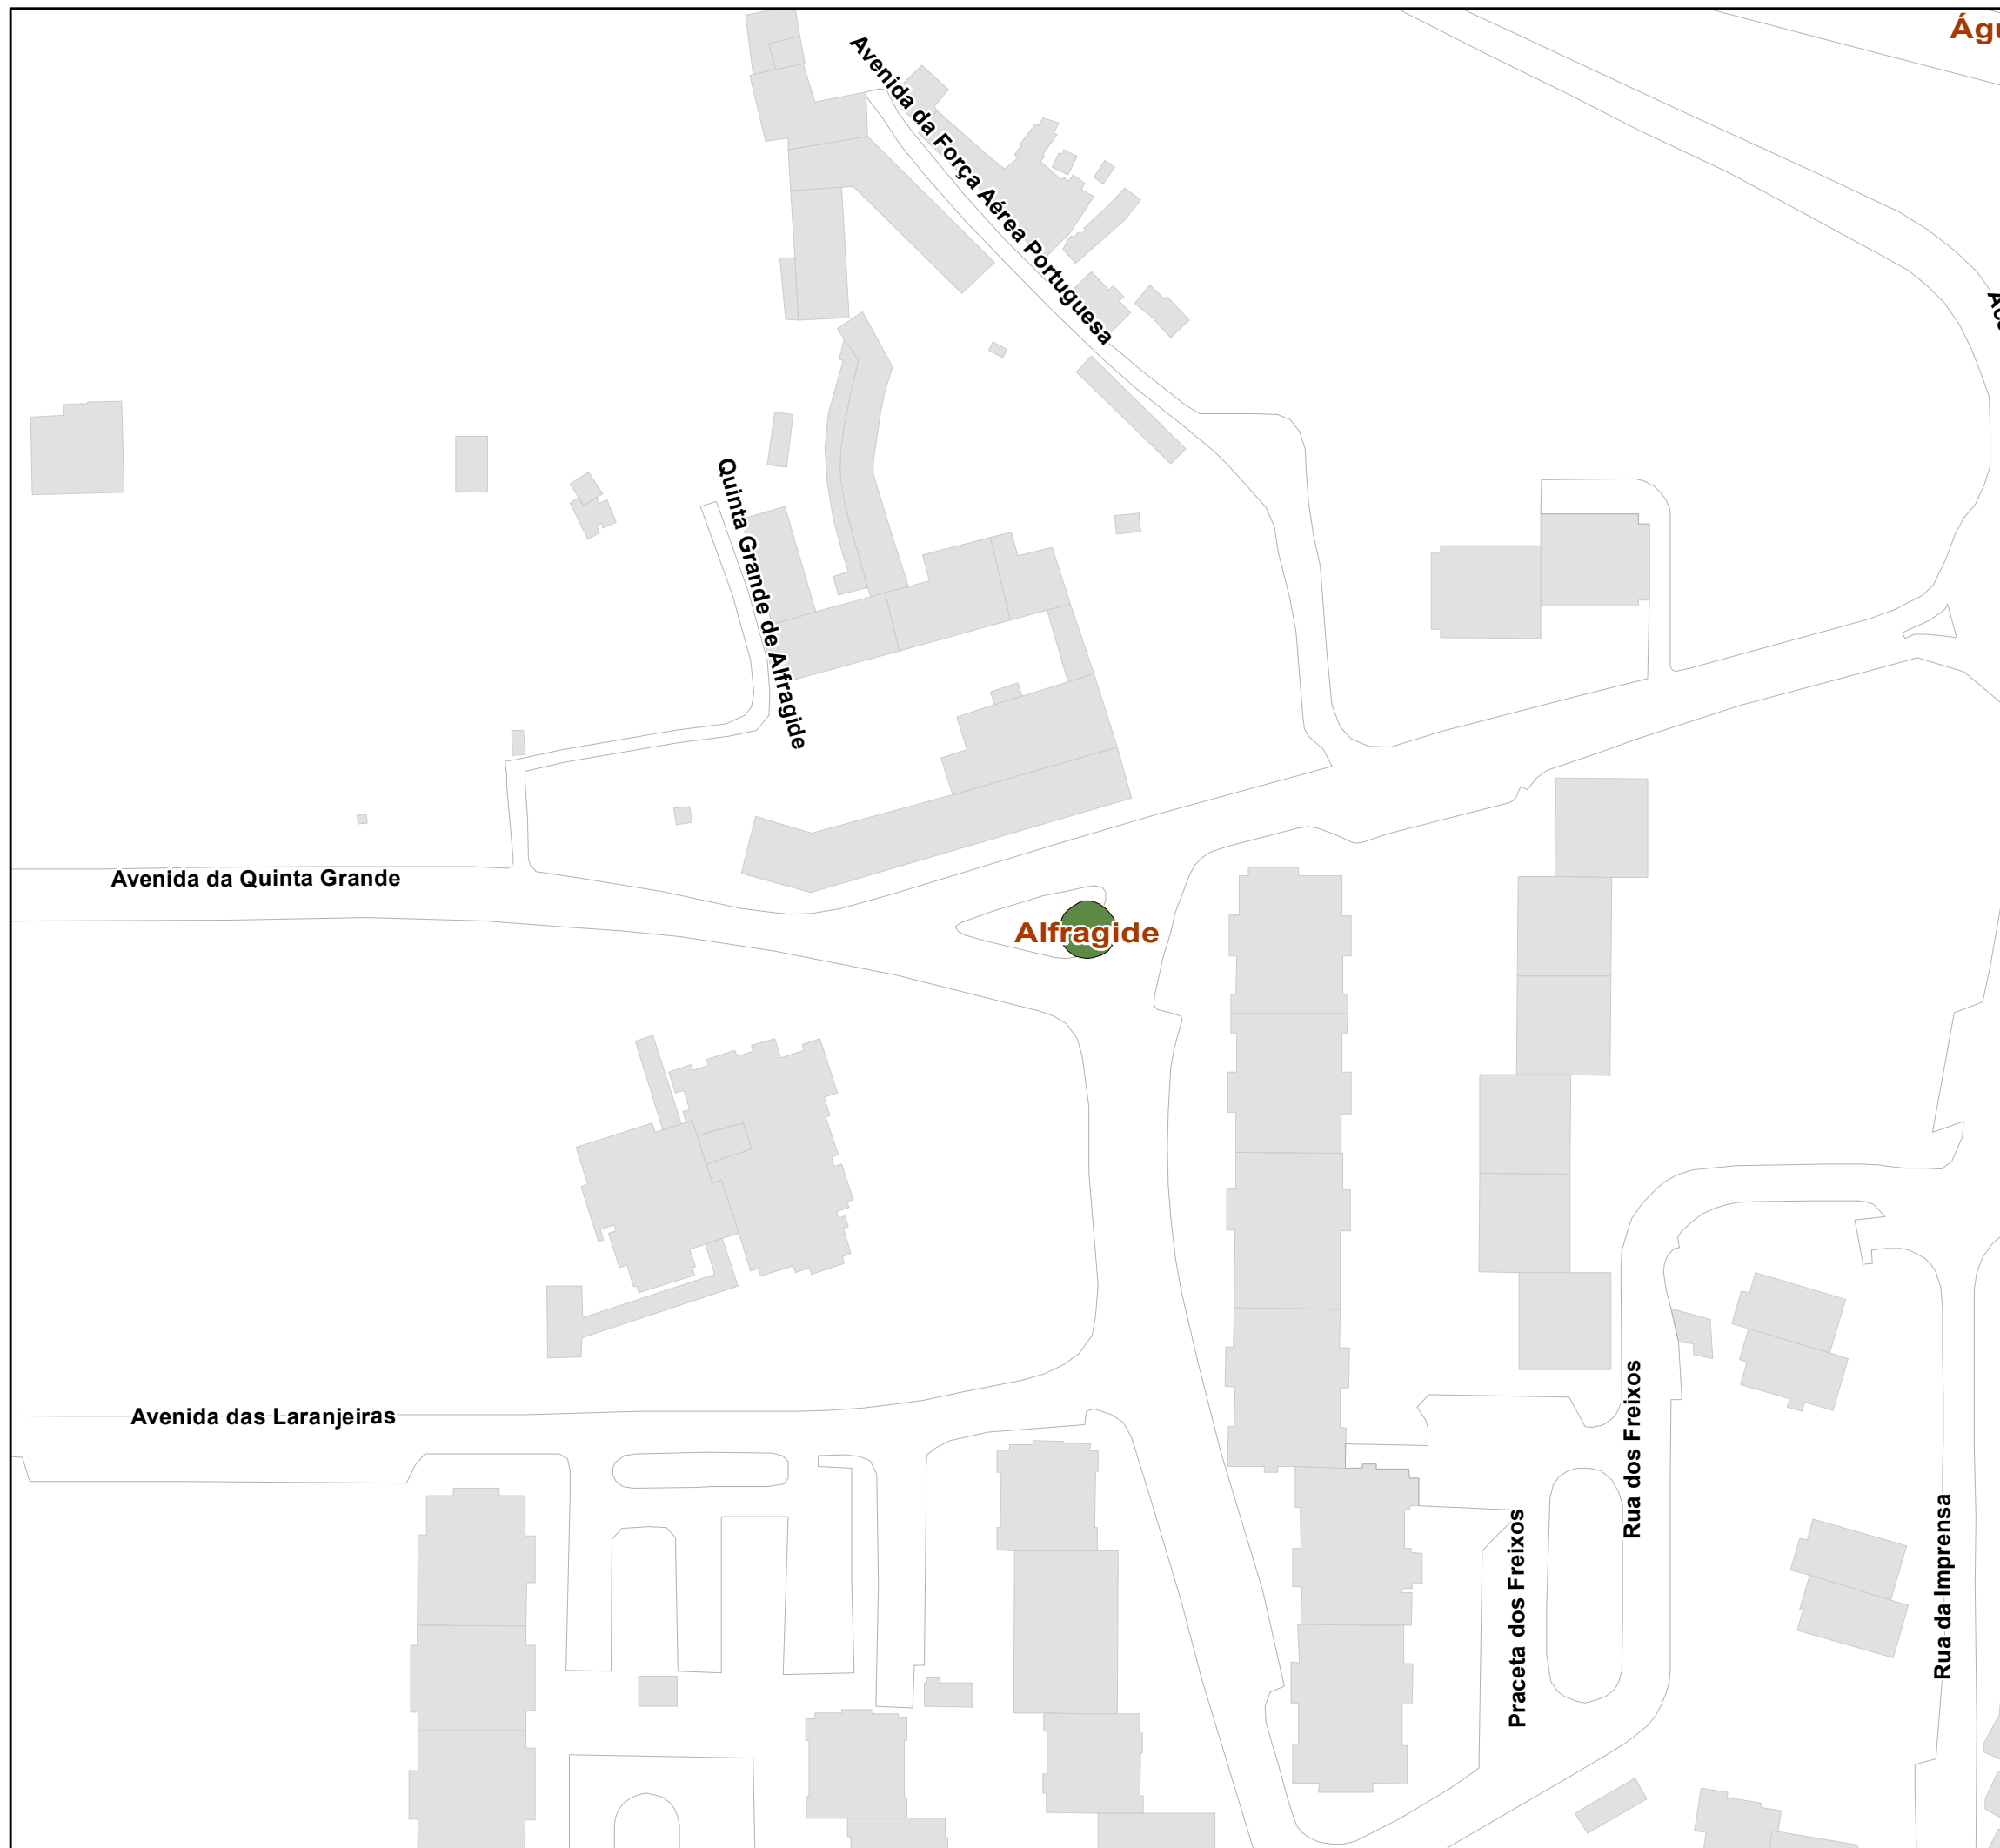 Avenida da Força Aérea Portuguesa
Quinta Grande de Alfragide
Avenida da Quinta Grande
Alfragide
Avenida das Laranjeiras
Rua dos Freixos
Praceta dos Freixos
Rua da Imprensa